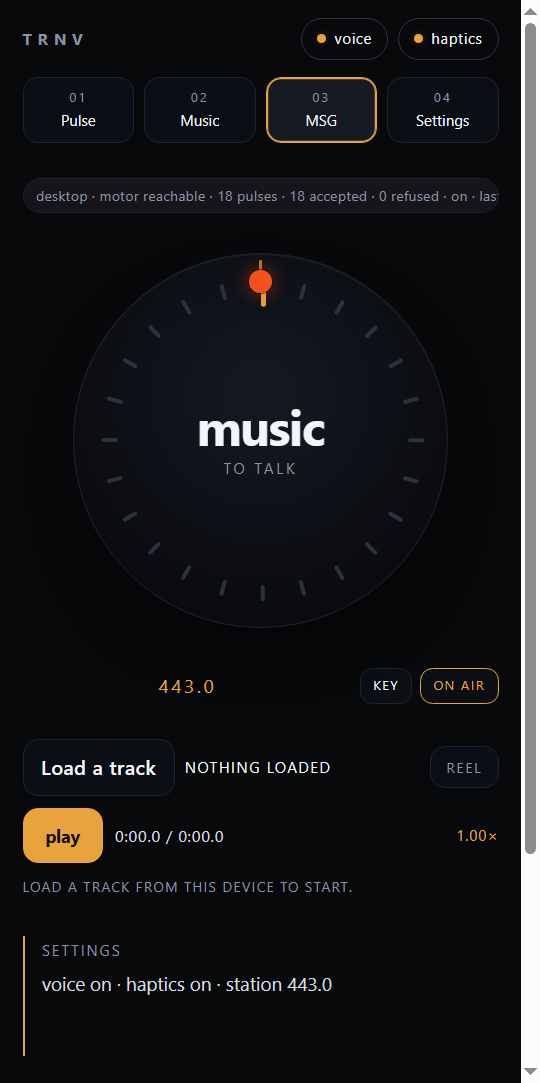 TRNV
voice
haptics
01
Pulse
02
Music
03
MSG
04
Settings
desktop · motor reachable · 18 pulses · 18 accepted · 0 refused · on · las
music
TO TALK
443.0
KEY
ON AIR
Load a track
NOTHING LOADED
REEL
play
0:00.0 / 0:00.0
1.00×
LOAD A TRACK FROM THIS DEVICE TO START.
SETTINGS
voice on · haptics on · station 443.0